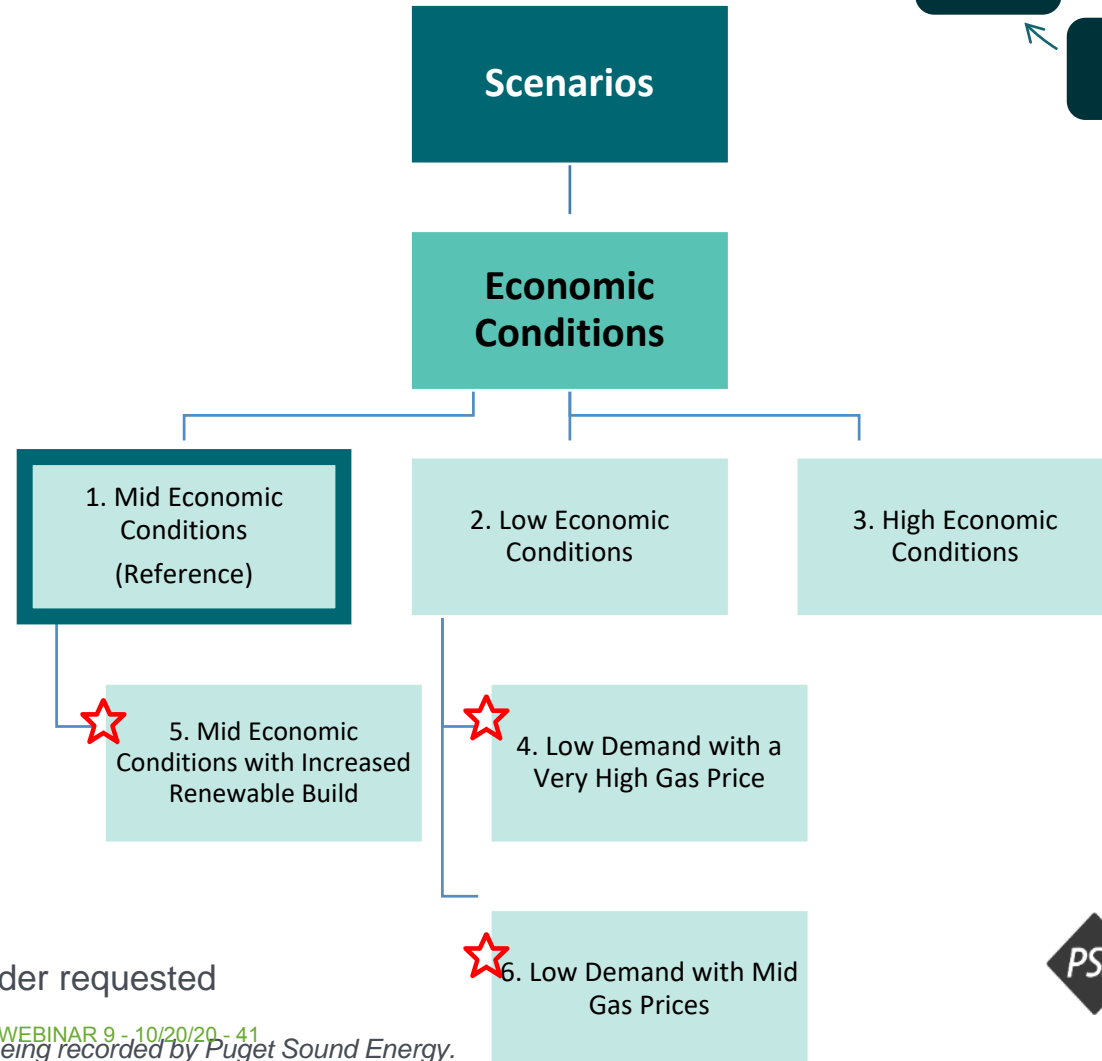 Scenarios
Economic
Conditions
1. Mid Economic
Conditions
(Reference)
2. Low Economic
Conditions
3. High Economic
Conditions
5. Mid Economic
Conditions with Increased
Renewable Build
4. Low Demand with a
Very High Gas Price
6. Low Demand with Mid
Gas Prices
der requested
WEBINAR 9 - 10/20/20 - 41
eing recorded by Puget Sound Energy.
PS